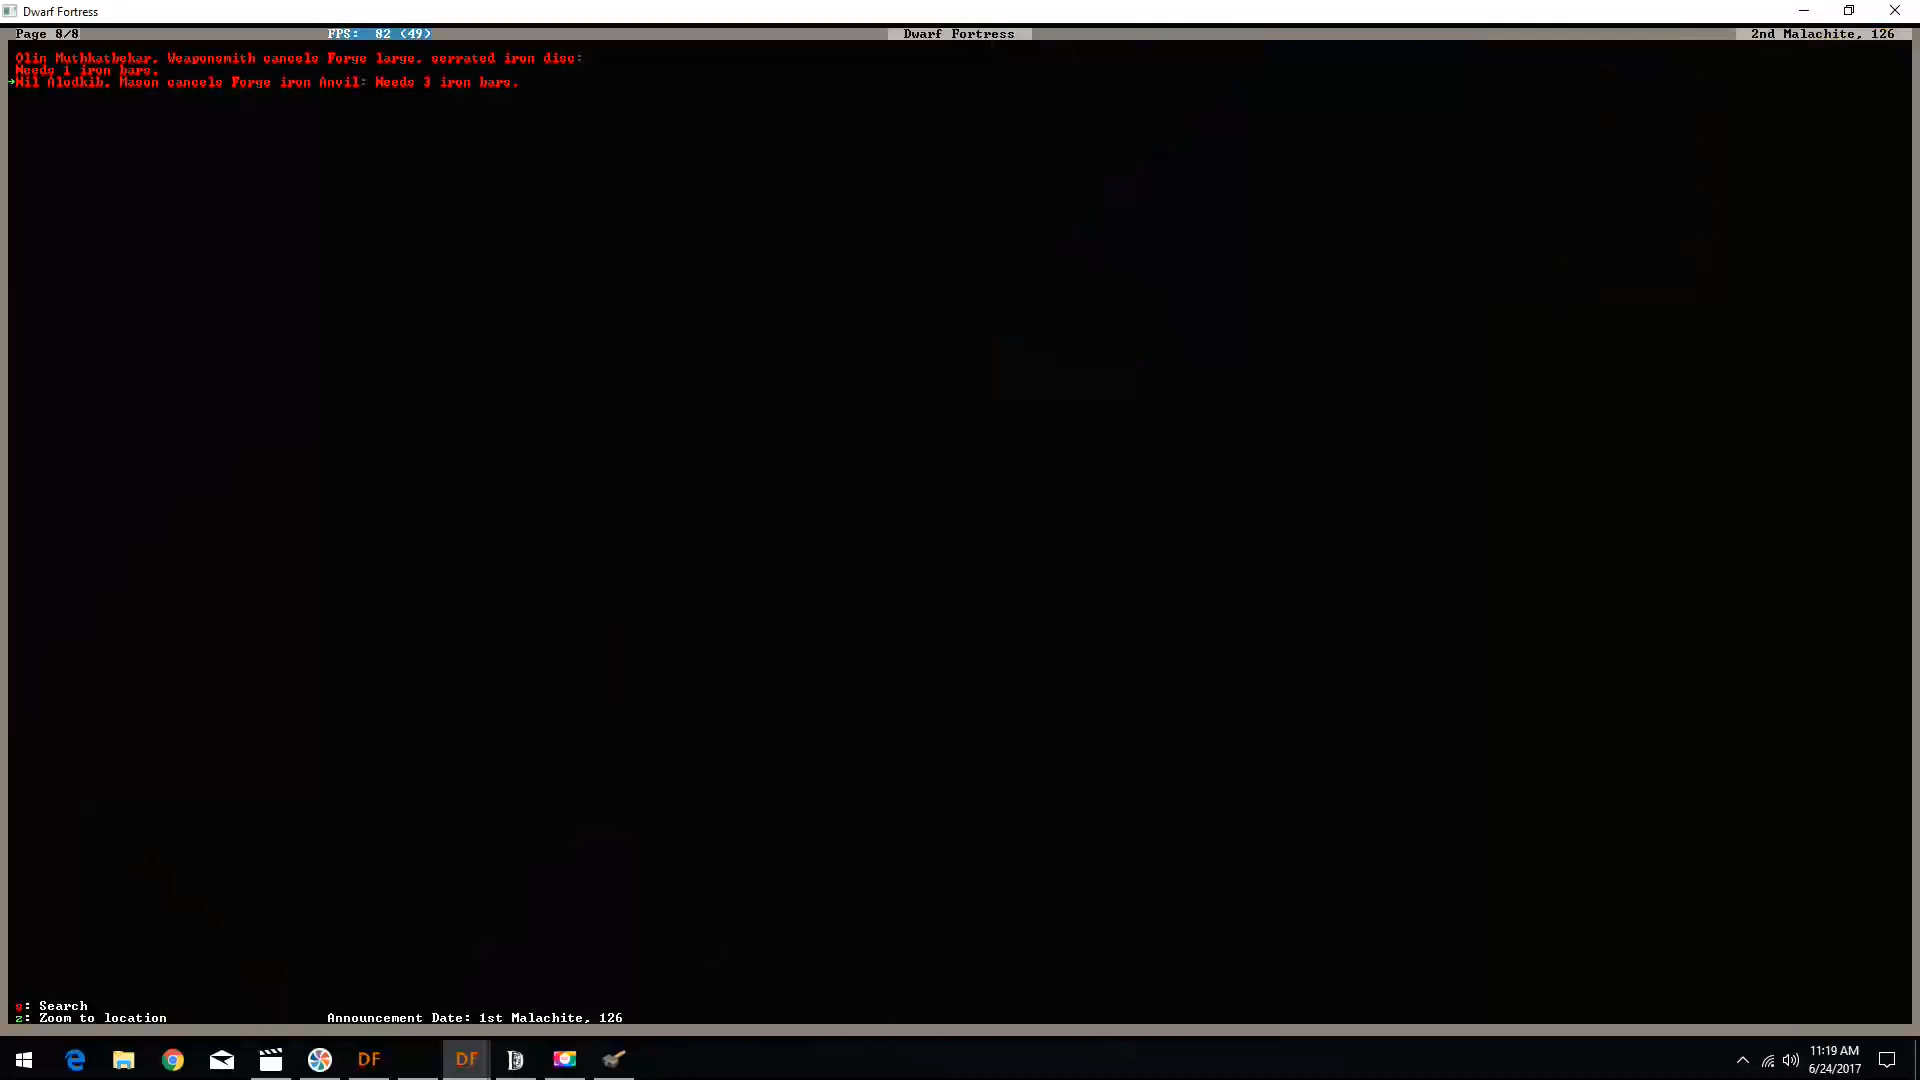 Dwarf Fortress
Page 8/8 FPS: 82 (49) Dwarf Fortress 2nd Malachite, 126
Olin Muthkatbekar, Weaponsmith cancels Forge large, serrated iron disc:
Needs 1 iron bars.
Nil Alodkib, Mason cancels Forge iron Anvil: Needs 3 iron bars.
s: Search
z: Zoom to location Announcement Date: 1st Malachite, 126
DF DF
11:19 AM
6/24/2017